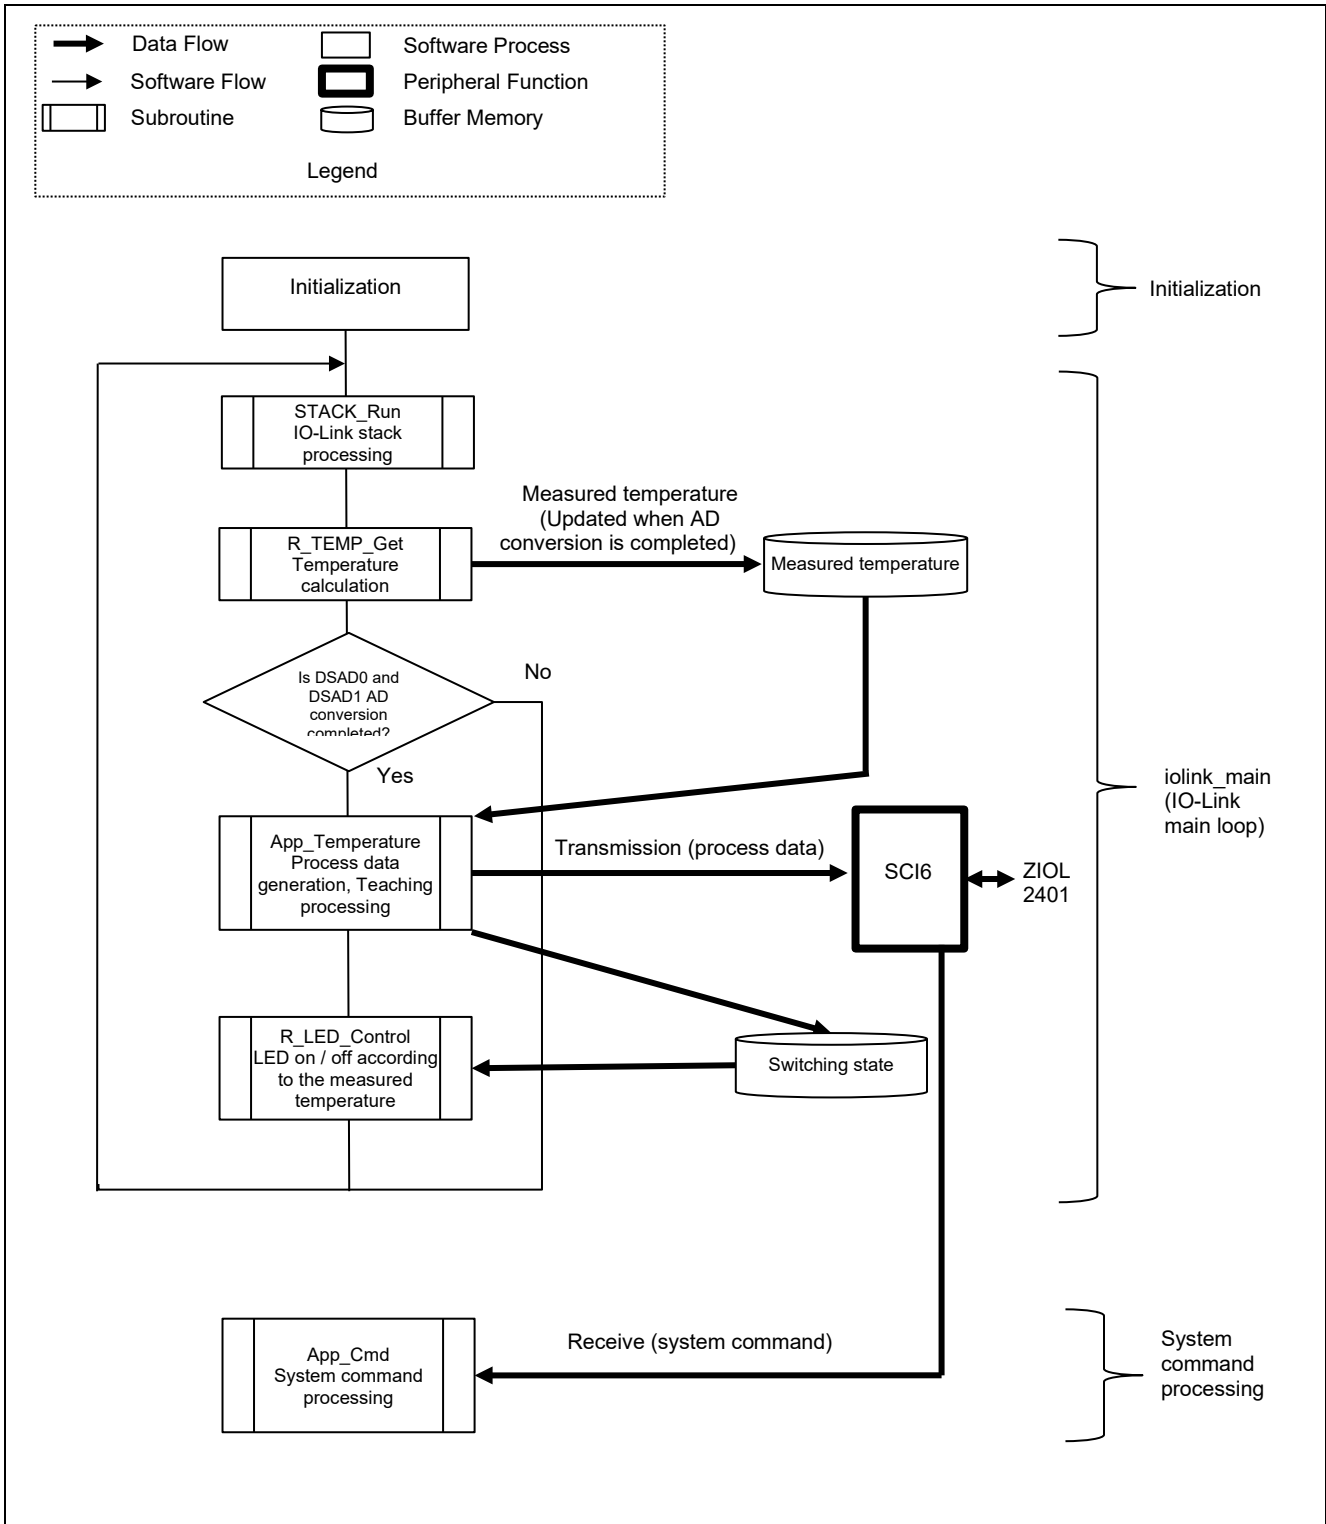 Data Flow
Software Process
Software Flow
Peripheral Function
Subroutine
Buffer Memory
Legend
Initialization
Initialization
STACK_Run
IO-Link stack
processing
Measured temperature
(Updated when AD
conversion is completed)
R_TEMP_Get
Temperature
calculation
Measured temperature
No
Is DSAD0 and
DSAD1 AD
conversion
completed?
Yes
iolink_main
(IO-Link
main loop)
App_Temperature
Process data
generation, Teaching
processing
Transmission (process data)
SCI6
ZIOL
2401
R_LED_Control
LED on / off according
to the measured
temperature
Switching state
App_Cmd
System command
processing
Receive (system command)
System
command
processing